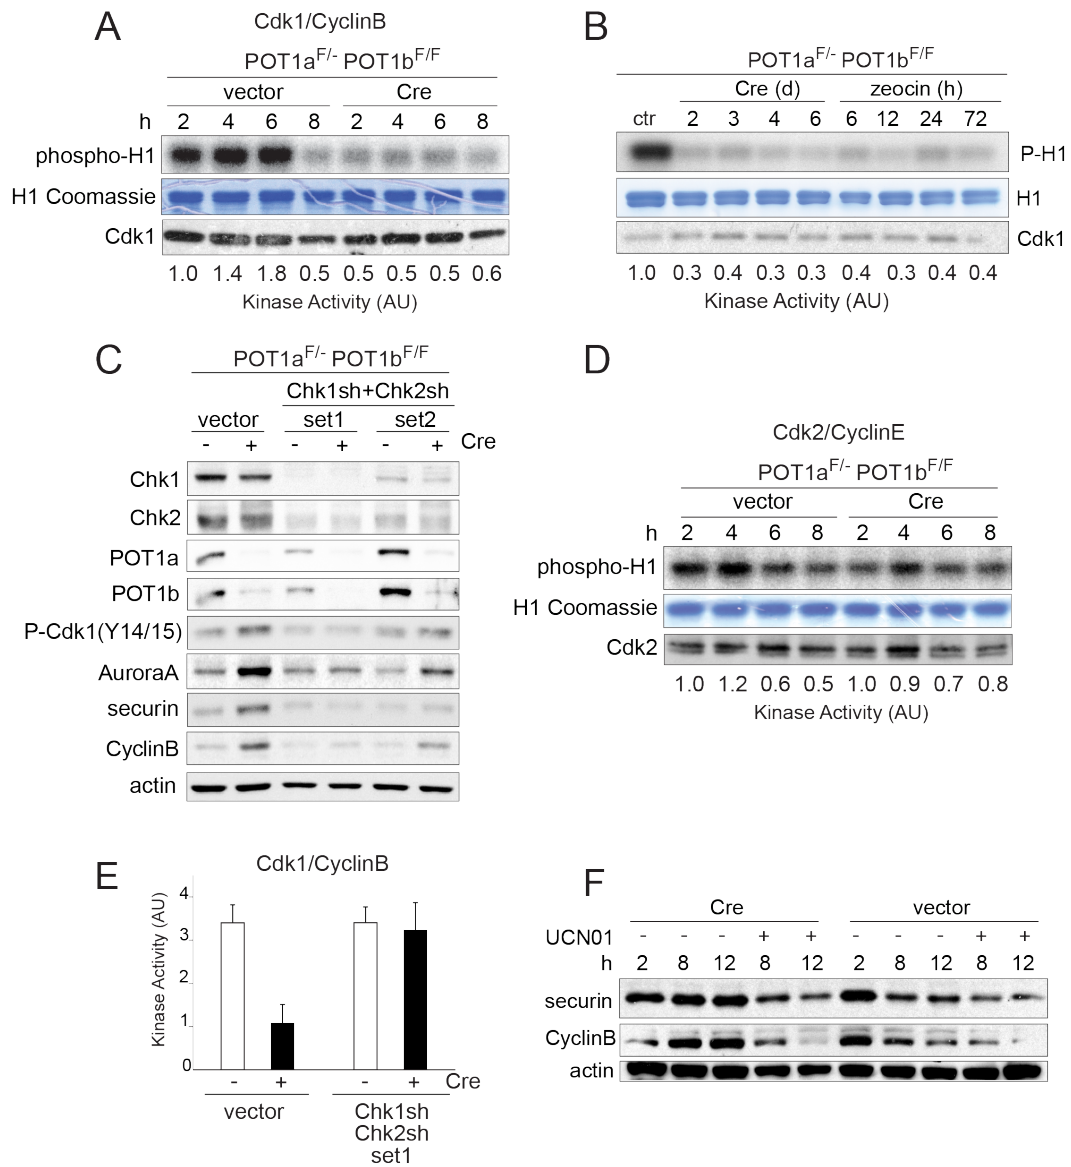 A
Cdk1/CyclinB
POT1aF/- POT1bF/F
vector Cre
h 2 4 6 8 2 4 6 8
phospho-H1
H1 Coomassie
Cdk1
1.0 1.4 1.8 0.5 0.5 0.5 0.5 0.6
Kinase Activity (AU)
B
POT1aF/- POT1bF/F
Cre (d) zeocin (h)
ctr 2 3 4 6 6 12 24 72
P-H1
H1
Cdk1
1.0 0.3 0.4 0.3 0.3 0.4 0.3 0.4 0.4
Kinase Activity (AU)
C
POT1aF/- POT1bF/F
Chk1sh+Chk2sh
vector set1 set2
- + - + - + Cre
Chk1
Chk2
POT1a
POT1b
P-Cdk1(Y14/15)
AuroraA
securin
CyclinB
actin
D
Cdk2/CyclinE
POT1aF/- POT1bF/F
vector Cre
h 2 4 6 8 2 4 6 8
phospho-H1
H1 Coomassie
Cdk2
1.0 1.2 0.6 0.5 1.0 0.9 0.7 0.8
Kinase Activity (AU)
E
Cdk1/CyclinB
Kinase Activity (AU)
4
3
2
1
0
- + - + Cre
vector Chk1sh
Chk2sh
set1
F
Cre vector
UCN01 - - - + + - - - + +
h 2 8 12 8 12 2 8 12 8 12
securin
CyclinB
actin